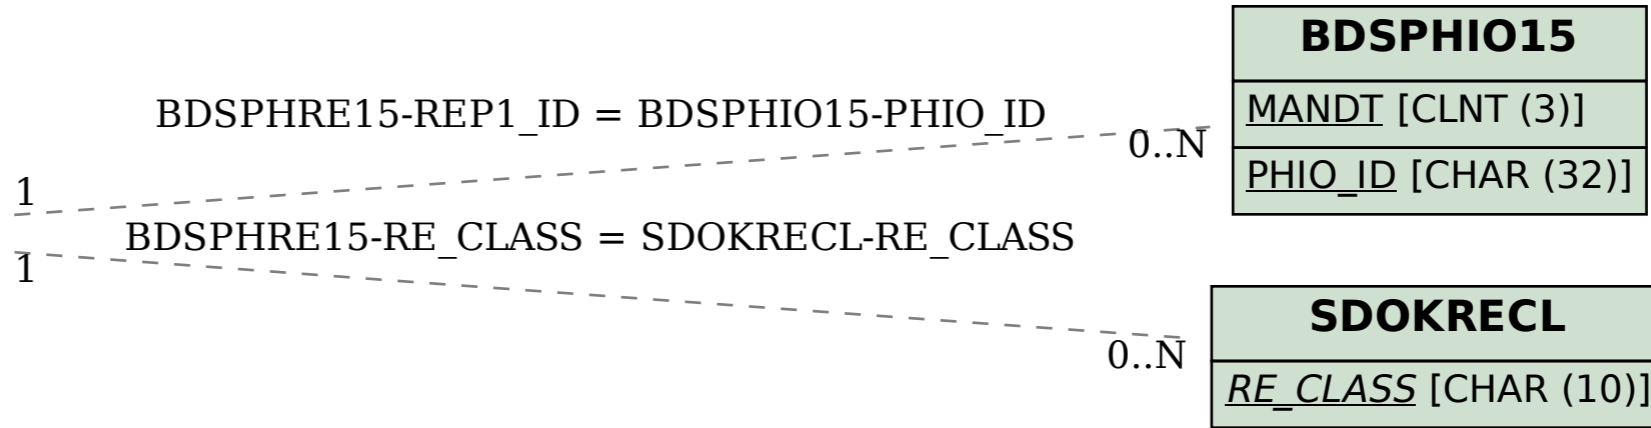 BDSPHIO15
MANDT [CLNT (3)]
PHIO_ID [CHAR (32)]
BDSPHRE15-REP1_ID = BDSPHIO15-PHIO_ID
0..N
1
BDSPHRE15-RE_CLASS = SDOKRECL-RE_CLASS
1
0..N
SDOKRECL
RE_CLASS [CHAR (10)]